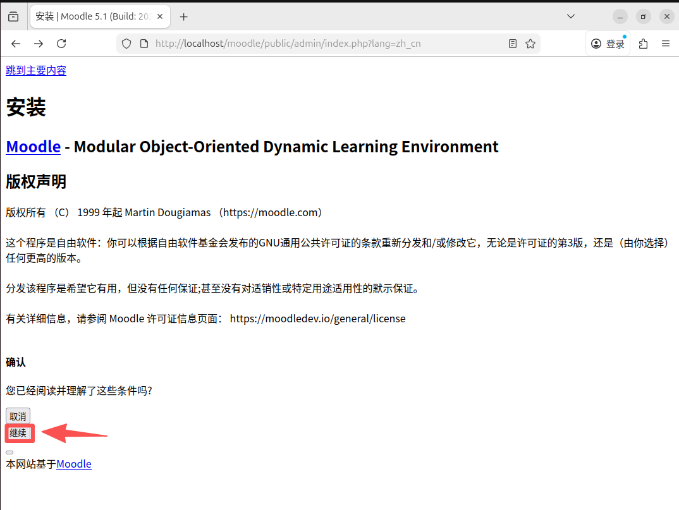 安装 | Moodle 5.1 (Build: 20
http://localhost/moodle/public/admin/index.php?lang=zh_cn
登录
跳到主要内容
安装
Moodle - Modular Object-Oriented Dynamic Learning Environment
版权声明
版权所有 （C） 1999 年起 Martin Dougiamas （https://moodle.com）
这个程序是自由软件：你可以根据自由软件基金会发布的GNU通用公共许可证的条款重新分发和/或修改它，无论是许可证的第3版，还是（由你选择）
任何更高的版本。
分发该程序是希望它有用，但没有任何保证;甚至没有对适销性或特定用途适用性的默示保证。
有关详细信息，请参阅 Moodle 许可证信息页面： https://moodledev.io/general/license
确认
您已经阅读并理解了这些条件吗?
取消
继续
本网站基于Moodle